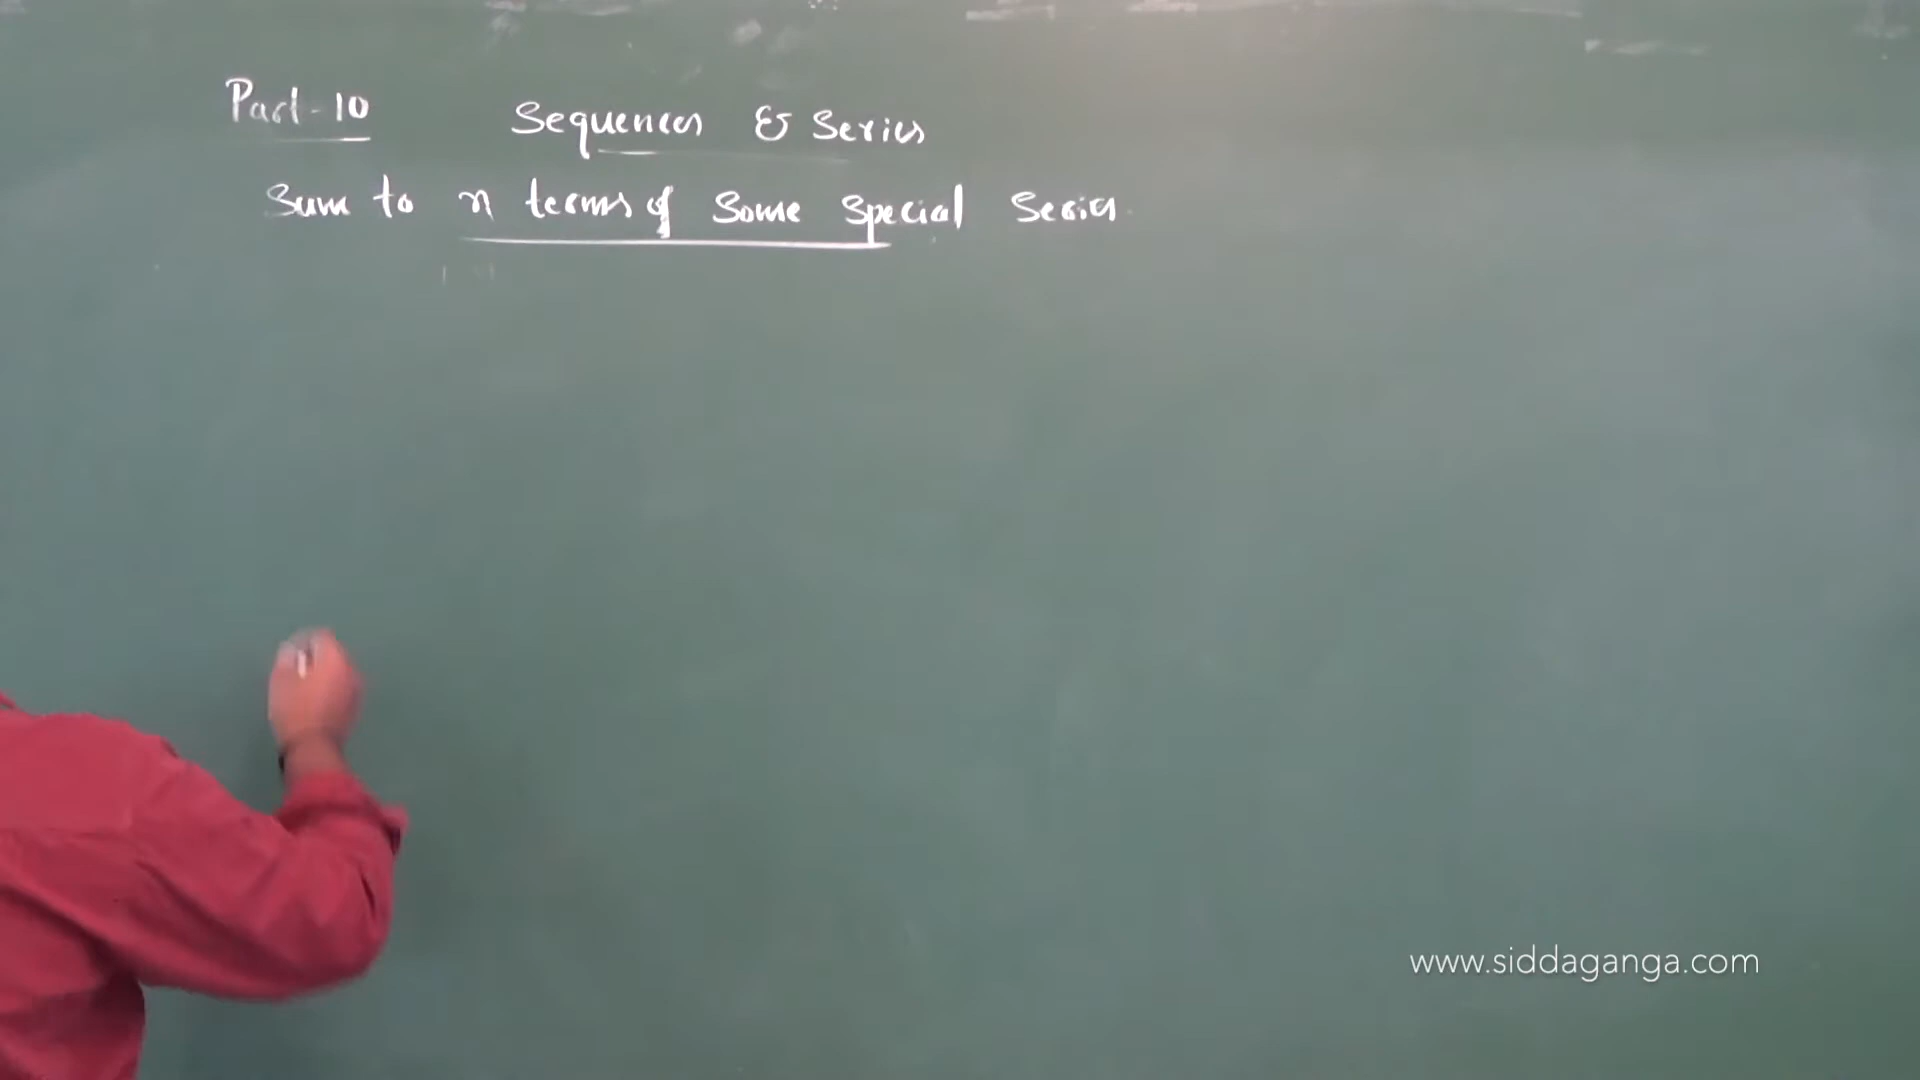 Part-10 Sequences & Series
Sum to n terms of Some Special Series
www.siddaganga.com